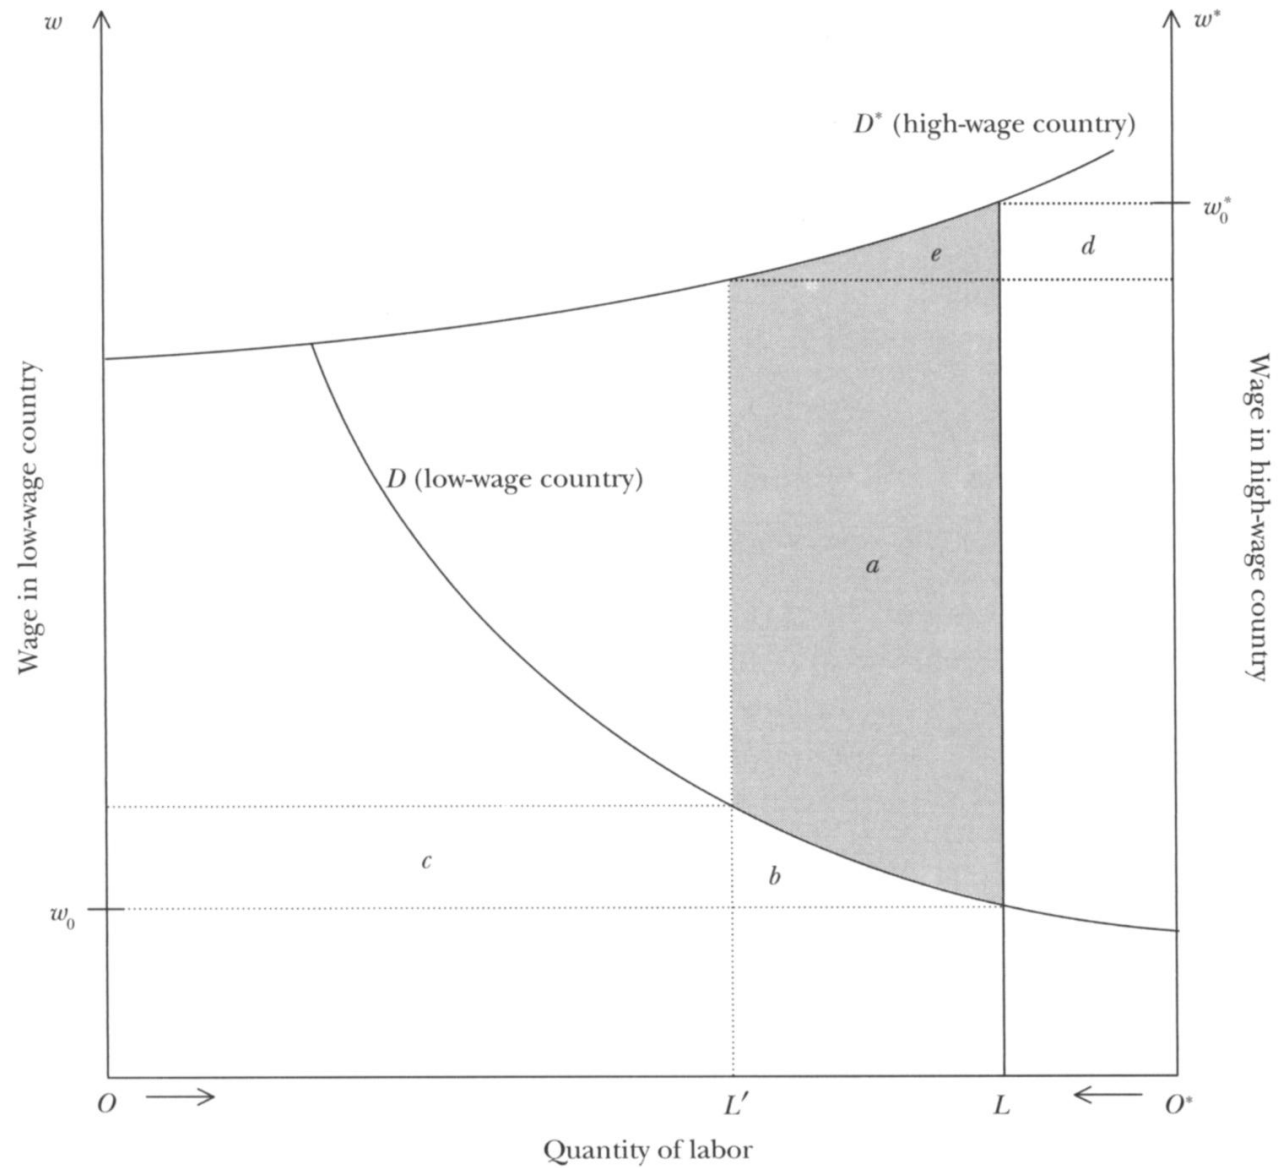 w
w*
D* (high-wage country)
w₀*
e
d
Wage in low-wage country
Wage in high-wage country
D (low-wage country)
a
c
b
w₀
O
L′
L
O*
Quantity of labor